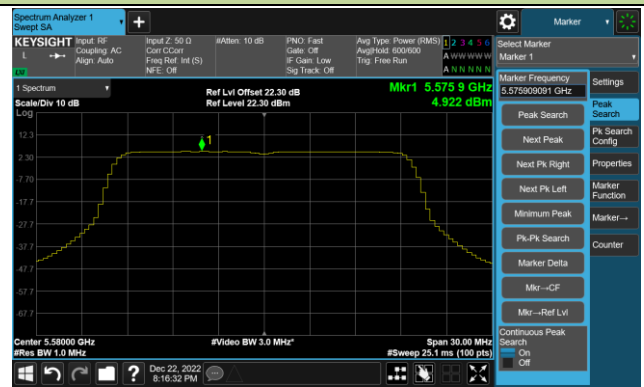 Spectrum Analyzer 1
Swept SA
Marker
KEYSIGHT
L
Input: RF
Coupling: AC
Align: Auto
Input Z: 50 Ω
Corr CCorr
Freq Ref: Int (S)
NFE: Off
#Atten: 10 dB
PNO: Fast
Gate: Off
IF Gain: Low
Sig Track: Off
Avg Type: Power (RMS)
Avg|Hold: 600/600
Trig: Free Run
1 2 3 4 5 6
A W W W W W
A N N N N N
Select Marker
Marker 1
1 Spectrum
Scale/Div 10 dB
Log
Ref Lvl Offset 22.30 dB
Ref Level 22.30 dBm
Mkr1 5.575 9 GHz
4.922 dBm
12.3
2.30
-7.70
-17.7
-27.7
-37.7
-47.7
-57.7
-67.7
1
Center 5.58000 GHz
#Res BW 1.0 MHz
#Video BW 3.0 MHz*
Span 30.00 MHz
#Sweep 25.1 ms (100 pts)
Marker Frequency
5.575909091 GHz
Peak Search
Next Peak
Next Pk Right
Next Pk Left
Minimum Peak
Pk-Pk Search
Marker Delta
Mkr→CF
Mkr→Ref Lvl
Continuous Peak
Search
On
Off
Settings
Peak
Search
Pk Search
Config
Properties
Marker
Function
Marker→
Counter
Dec 22, 2022
8:16:32 PM